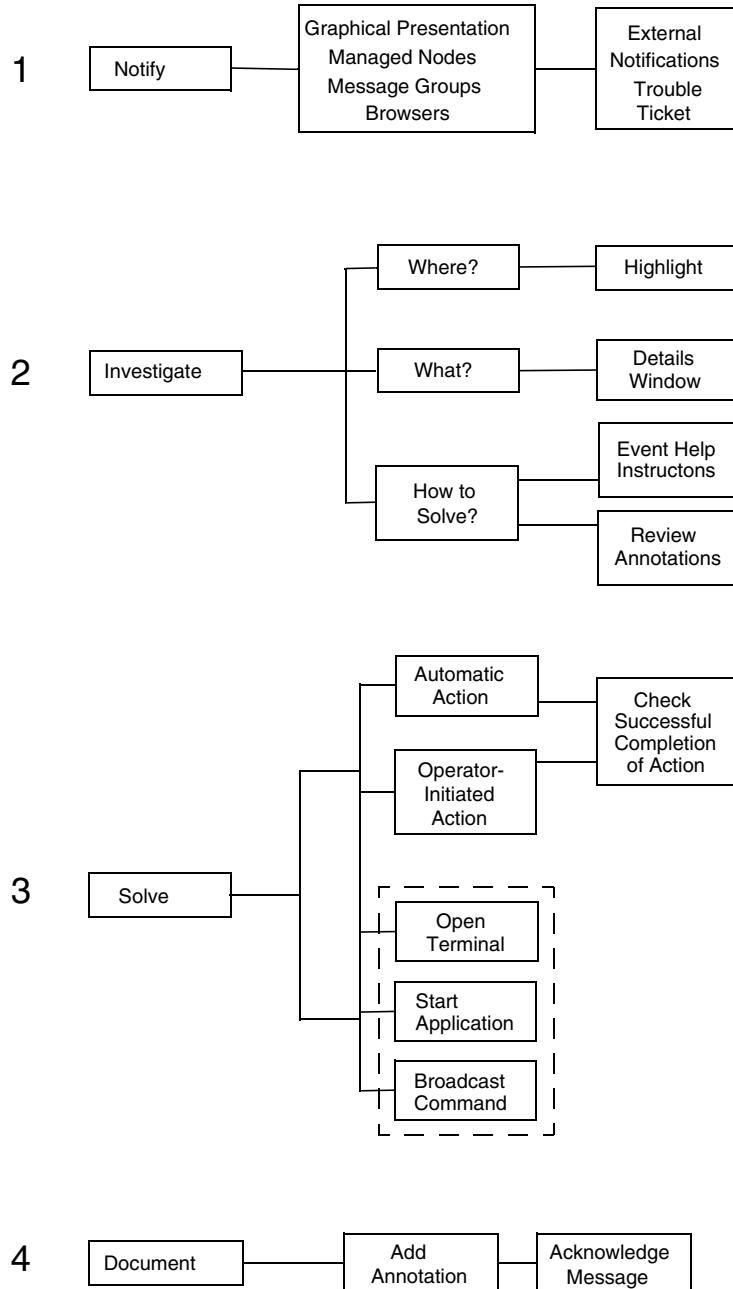 1
Notify
Graphical Presentation
Managed Nodes
Message Groups
Browsers
External
Notifications
Trouble
Ticket
2
Investigate
Where?
Highlight
What?
Details
Window
How to
Solve?
Event Help
Instructons
Review
Annotations
3
Solve
Automatic
Action
Operator-
Initiated
Action
Check
Successful
Completion
of Action
Open
Terminal
Start
Application
Broadcast
Command
4
Document
Add
Annotation
Acknowledge
Message